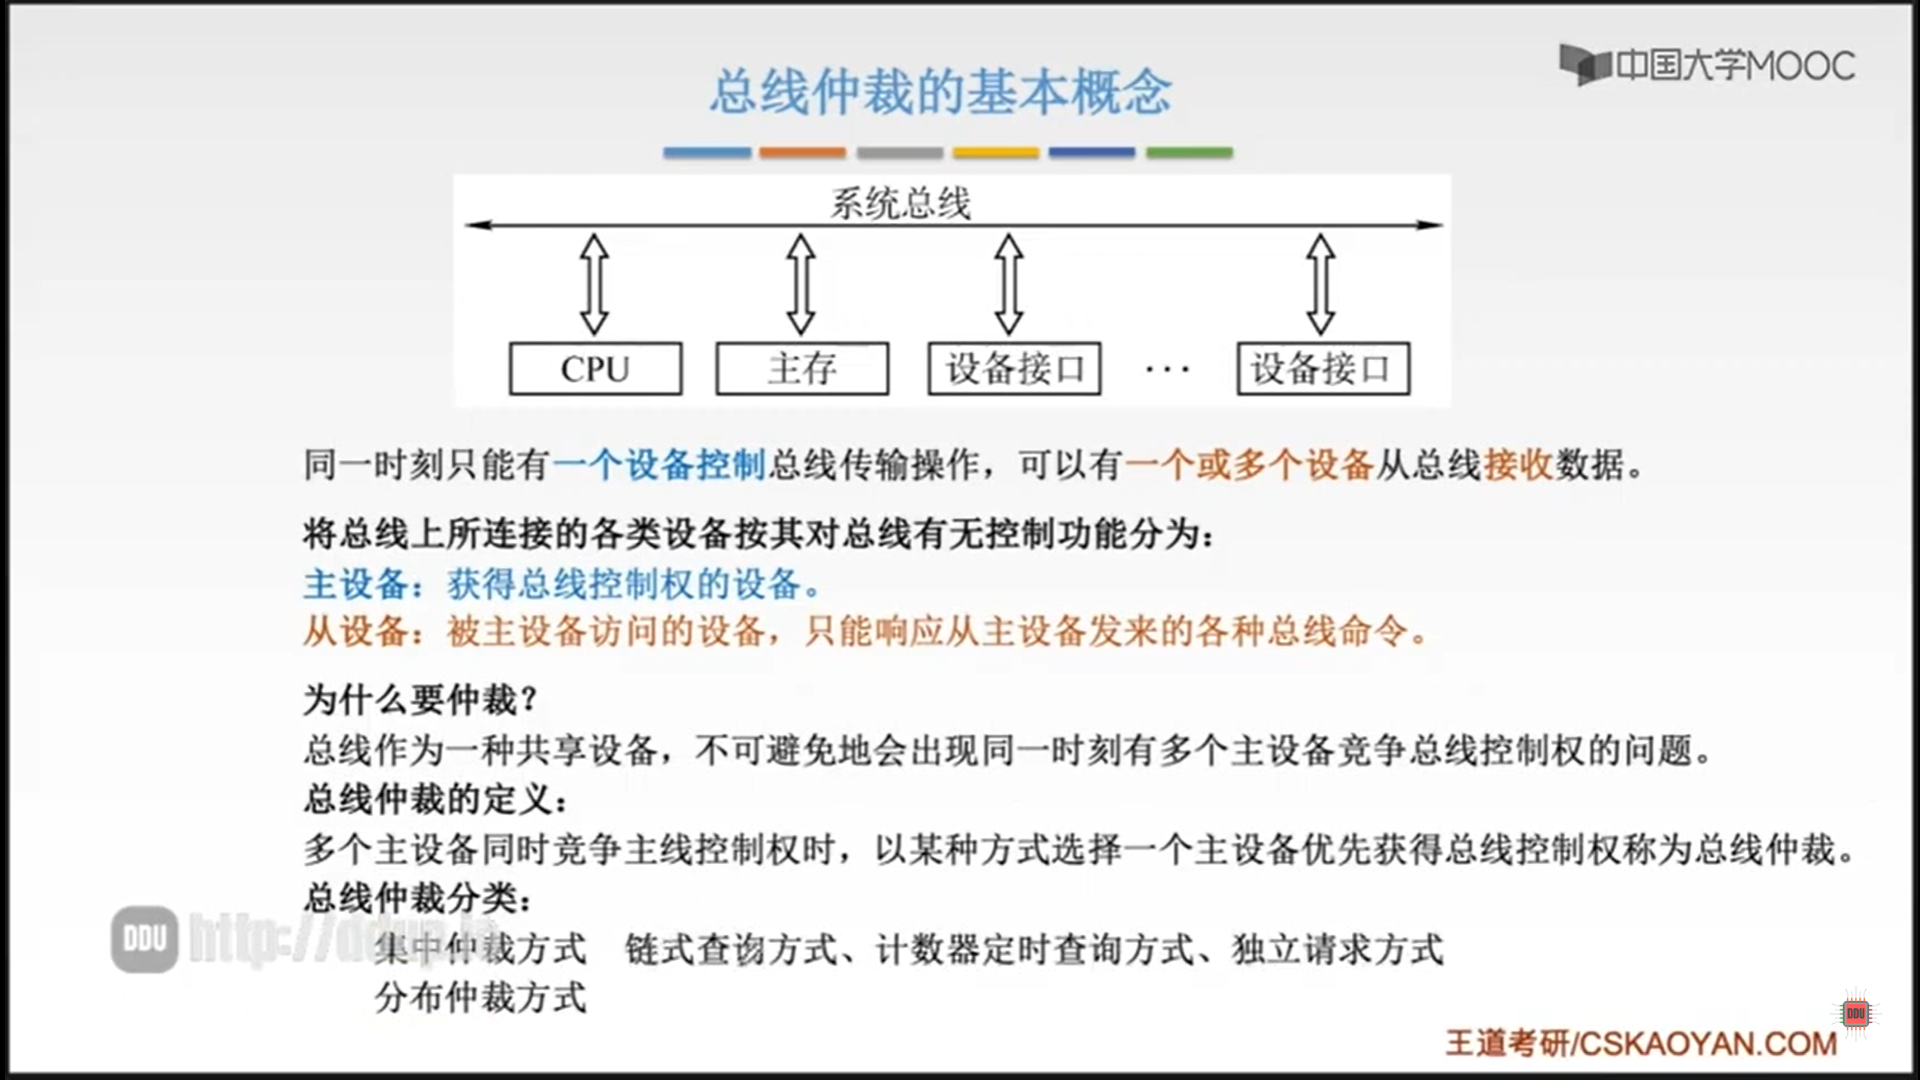 总线仲裁的基本概念
中国大学MOOC
系统总线
CPU 主存 设备接口 ··· 设备接口
同一时刻只能有一个设备控制总线传输操作，可以有一个或多个设备从总线接收数据。
将总线上所连接的各类设备按其对总线有无控制功能分为：
主设备：获得总线控制权的设备。
从设备：被主设备访问的设备，只能响应从主设备发来的各种总线命令。
为什么要仲裁？
总线作为一种共享设备，不可避免地会出现同一时刻有多个主设备竞争总线控制权的问题。
总线仲裁的定义：
多个主设备同时竞争主线控制权时，以某种方式选择一个主设备优先获得总线控制权称为总线仲裁。
总线仲裁分类：
集中仲裁方式 链式查询方式、计数器定时查询方式、独立请求方式
分布仲裁方式
DDU
DDU
王道考研/CSKAOYAN.COM